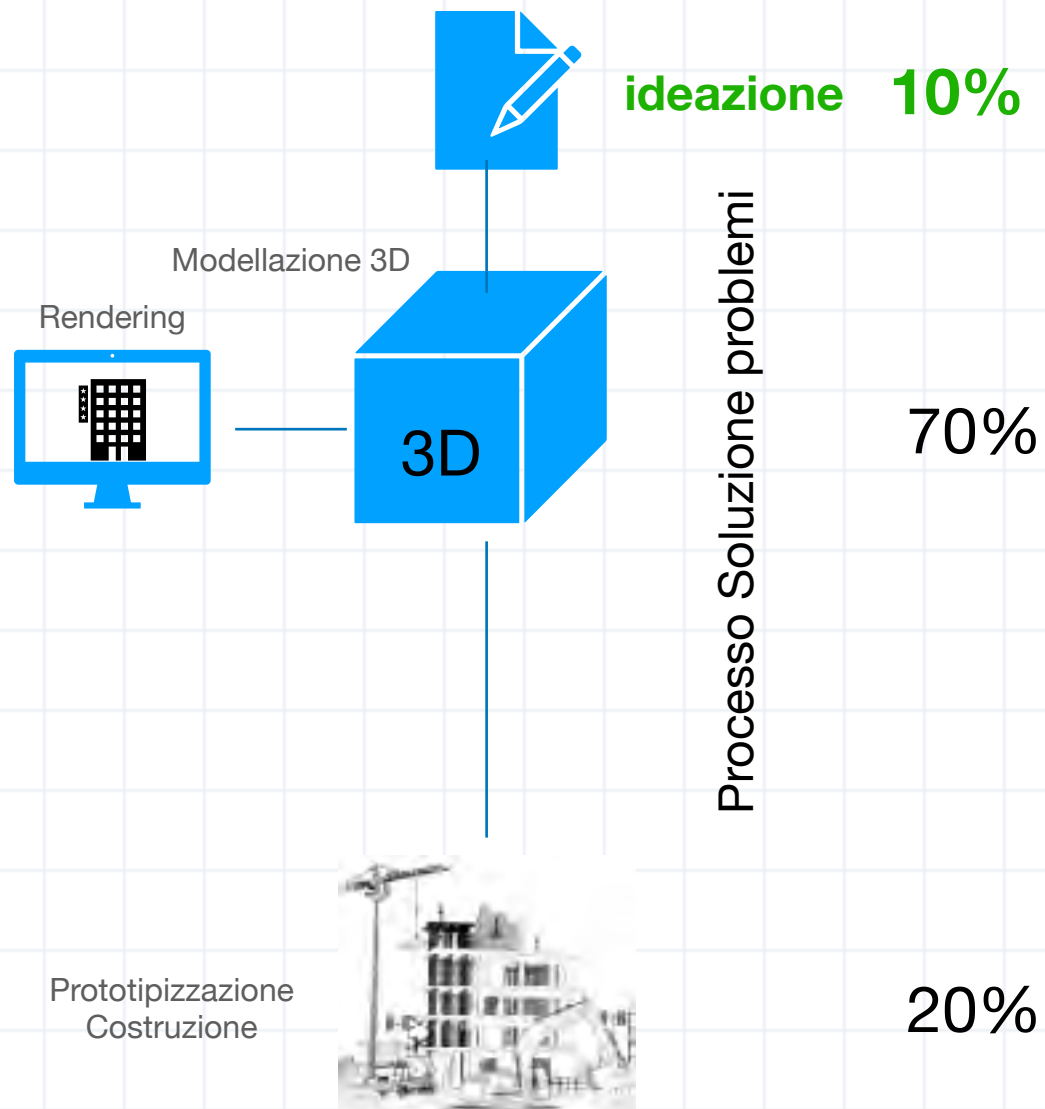 ideazione 10%
Modellazione 3D
Rendering
3D
Processo Soluzione problemi
70%
Prototipizzazione
Costruzione
20%